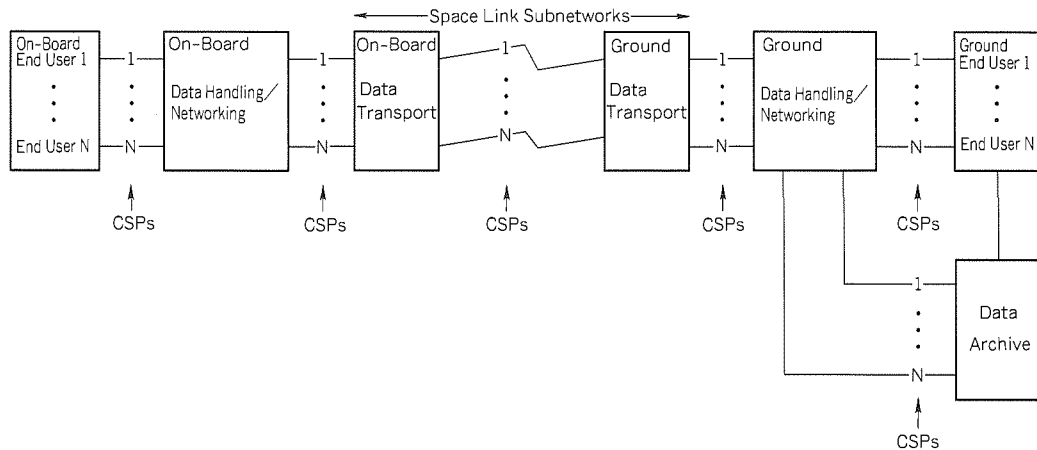 Space Link Subnetworks
On-Board
End User 1
End User N
1
N
CSPs
On-Board
Data Handling/
Networking
1
N
CSPs
On-Board
Data
Transport
1
N
CSPs
Ground
Data
Transport
1
N
CSPs
Ground
Data Handling/
Networking
1
N
CSPs
Ground
End User 1
End User N
1
N
CSPs
Data
Archive